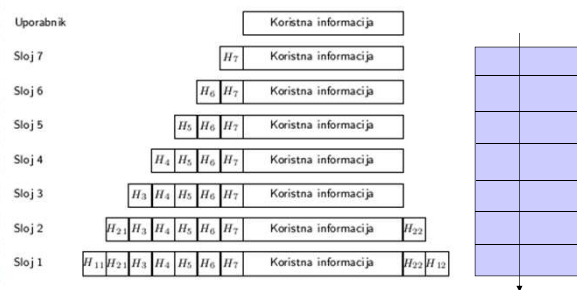 Uporabnik Koristna informacija
Sloj 7 H₇ Koristna informacija
Sloj 6 H₆ H₇ Koristna informacija
Sloj 5 H₅ H₆ H₇ Koristna informacija
Sloj 4 H₄ H₅ H₆ H₇ Koristna informacija
Sloj 3 H₃ H₄ H₅ H₆ H₇ Koristna informacija
Sloj 2 H₂₁ H₃ H₄ H₅ H₆ H₇ Koristna informacija H₂₂
Sloj 1 H₁₁ H₂₁ H₃ H₄ H₅ H₆ H₇ Koristna informacija H₂₂ H₁₂